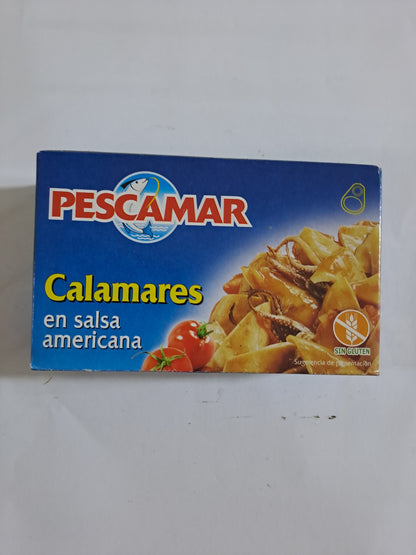 PESCAMAR
Calamares
en salsa
americana
SIN GLUTEN
Sugerencia de presentación